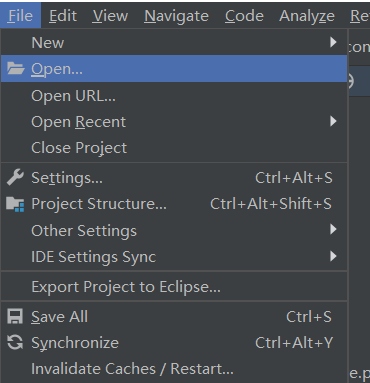 File Edit View Navigate Code Analyze Re
New con
Open...
Open URL...
Open Recent
Close Project
Settings... Ctrl+Alt+S
Project Structure... Ctrl+Alt+Shift+S
Other Settings
IDE Settings Sync
Export Project to Eclipse...
Save All Ctrl+S
Synchronize Ctrl+Alt+Y
Invalidate Caches / Restart... e.p